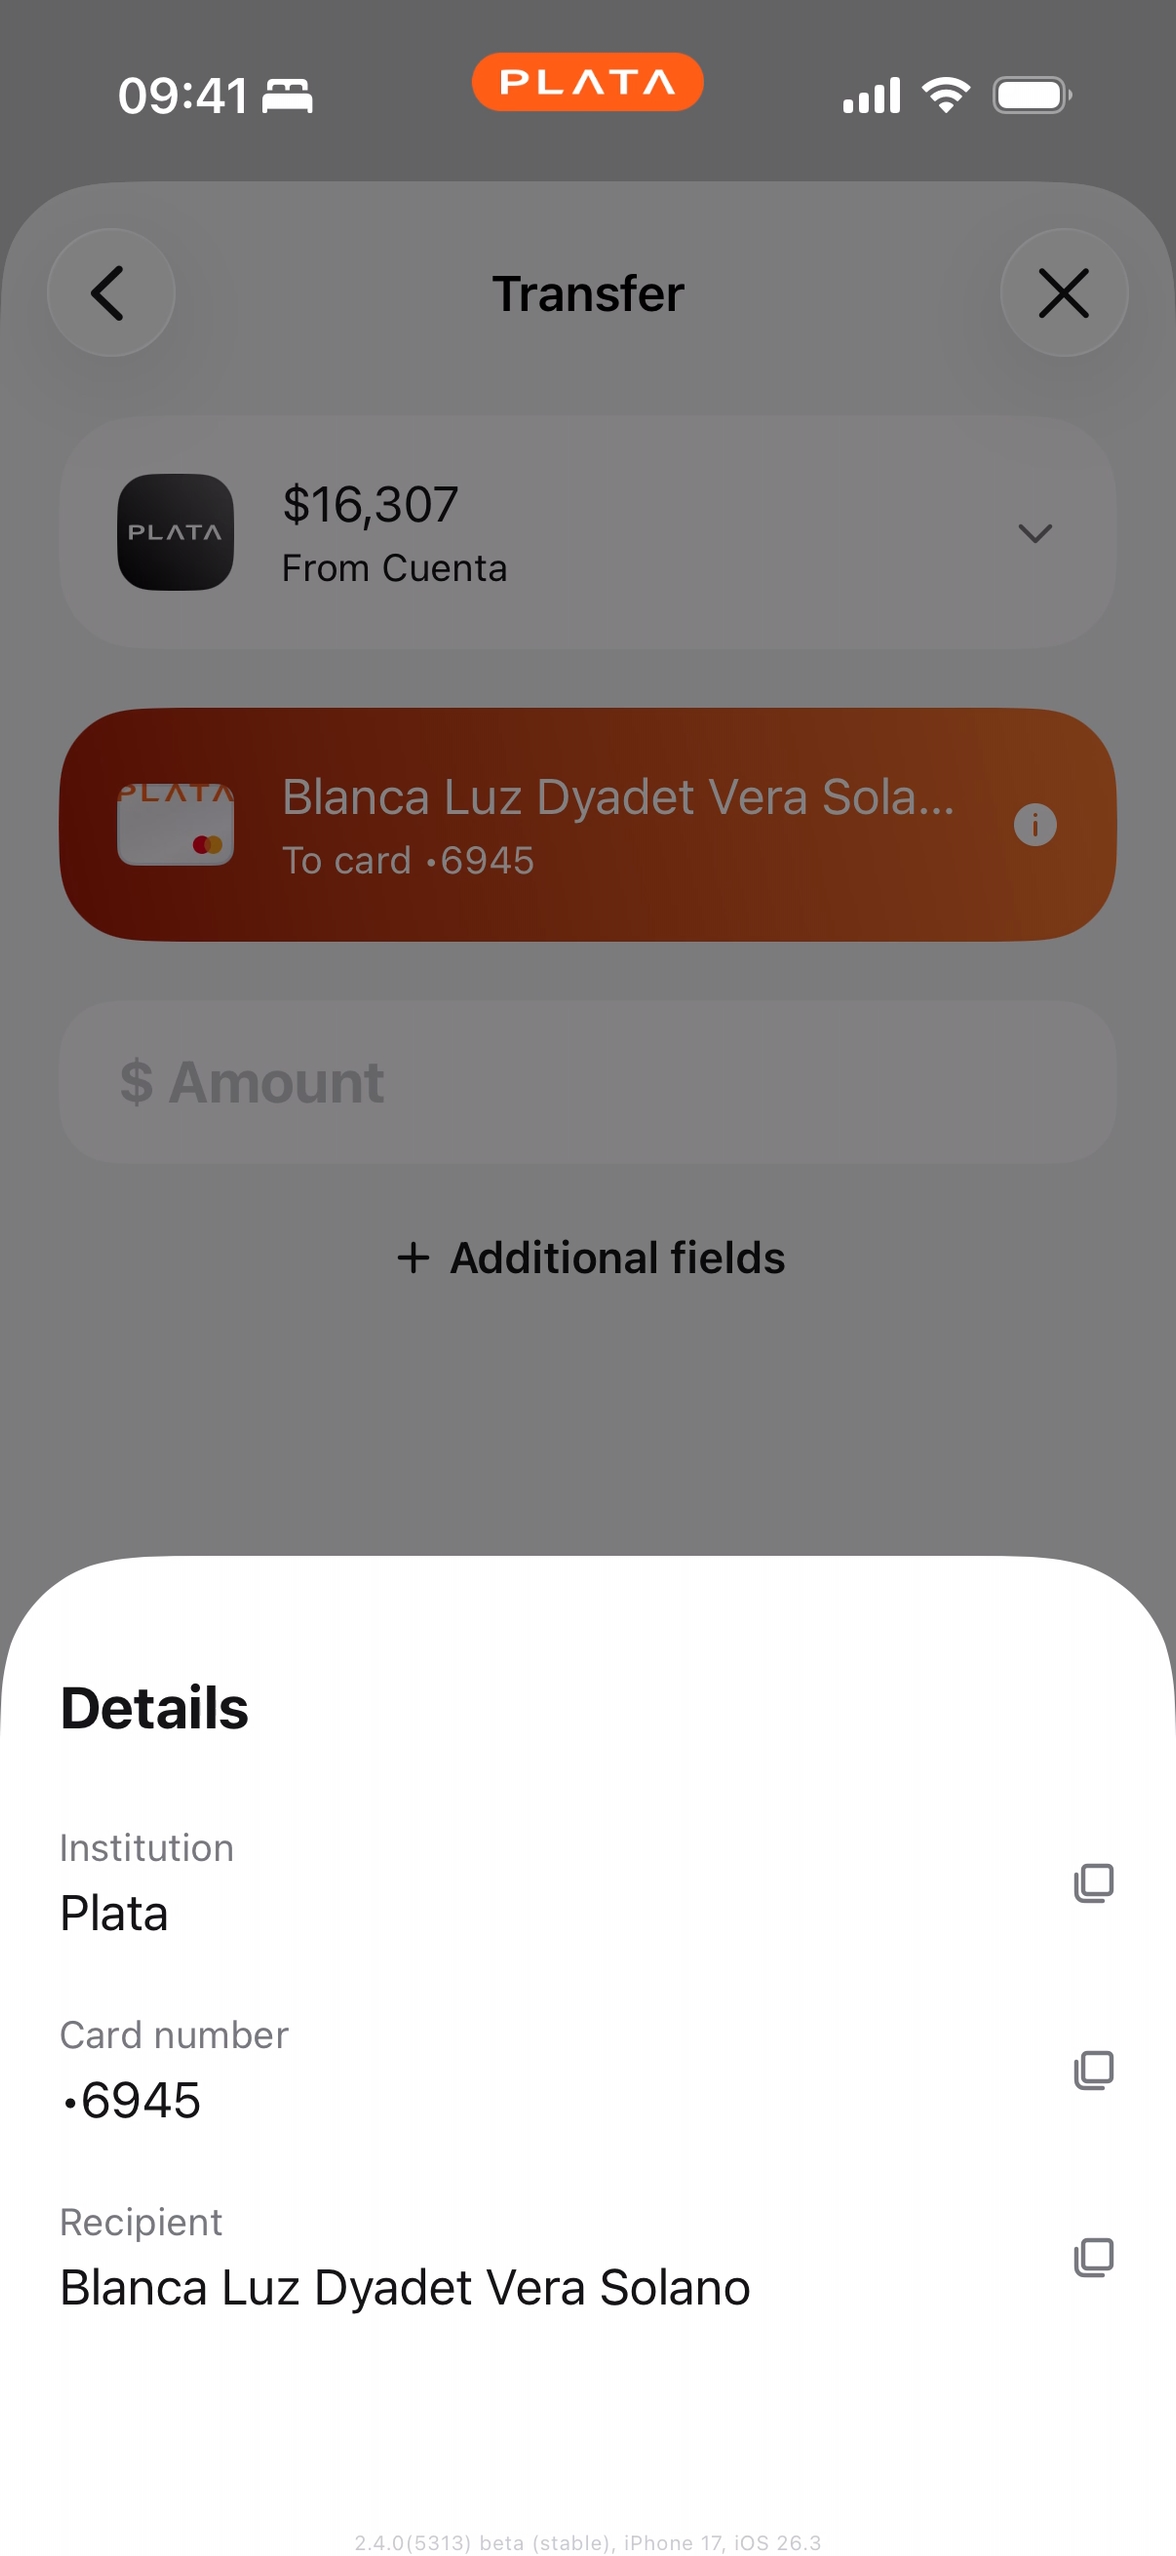 09:41
PLATA
Transfer
PLATA
$16,307
From Cuenta
PLATA
Blanca Luz Dyadet Vera Sola...
To card •6945
$ Amount
+ Additional fields
Details
Institution
Plata
Card number
•6945
Recipient
Blanca Luz Dyadet Vera Solano
2.4.0(5313) beta (stable), iPhone 17, iOS 26.3